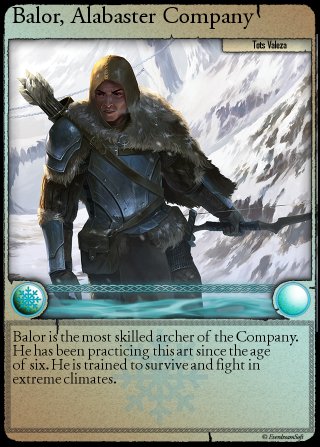 Balor, Alabaster Company
Tots Valeza
Balor is the most skilled archer of the Company.
He has been practicing this art since the age
of six. He is trained to survive and fight in
extreme climates.
© EverdreamSoft